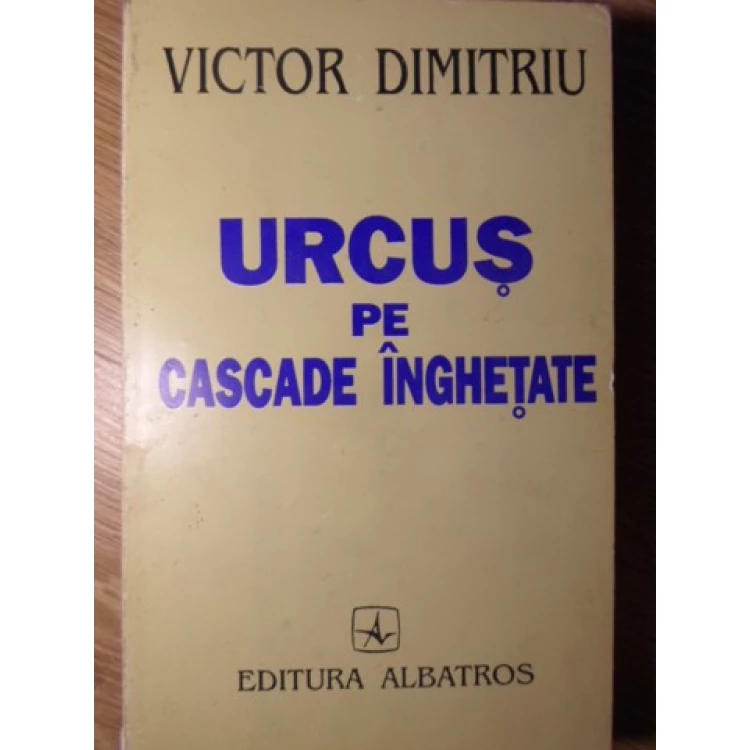 VICTOR DIMITRIU
URCUȘ
PE
CASCADE ÎNGHEȚATE
EDITURA ALBATROS